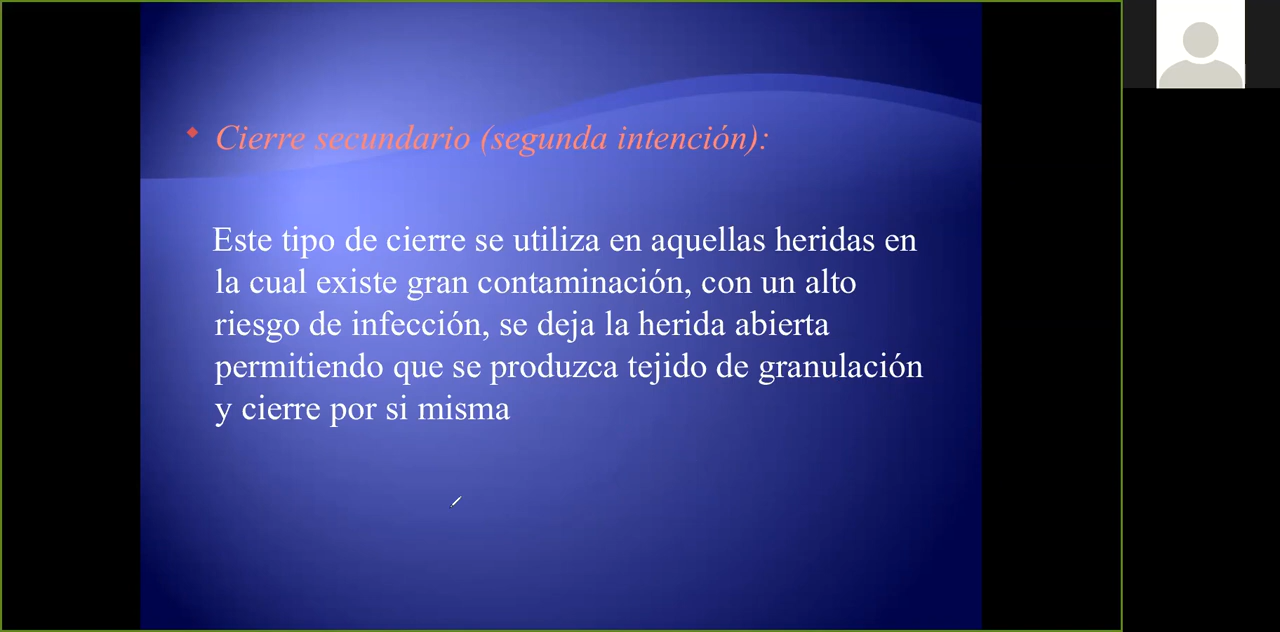 Cierre secundario (segunda intención):
Este tipo de cierre se utiliza en aquellas heridas en
la cual existe gran contaminación, con un alto
riesgo de infección, se deja la herida abierta
permitiendo que se produzca tejido de granulación
y cierre por si misma